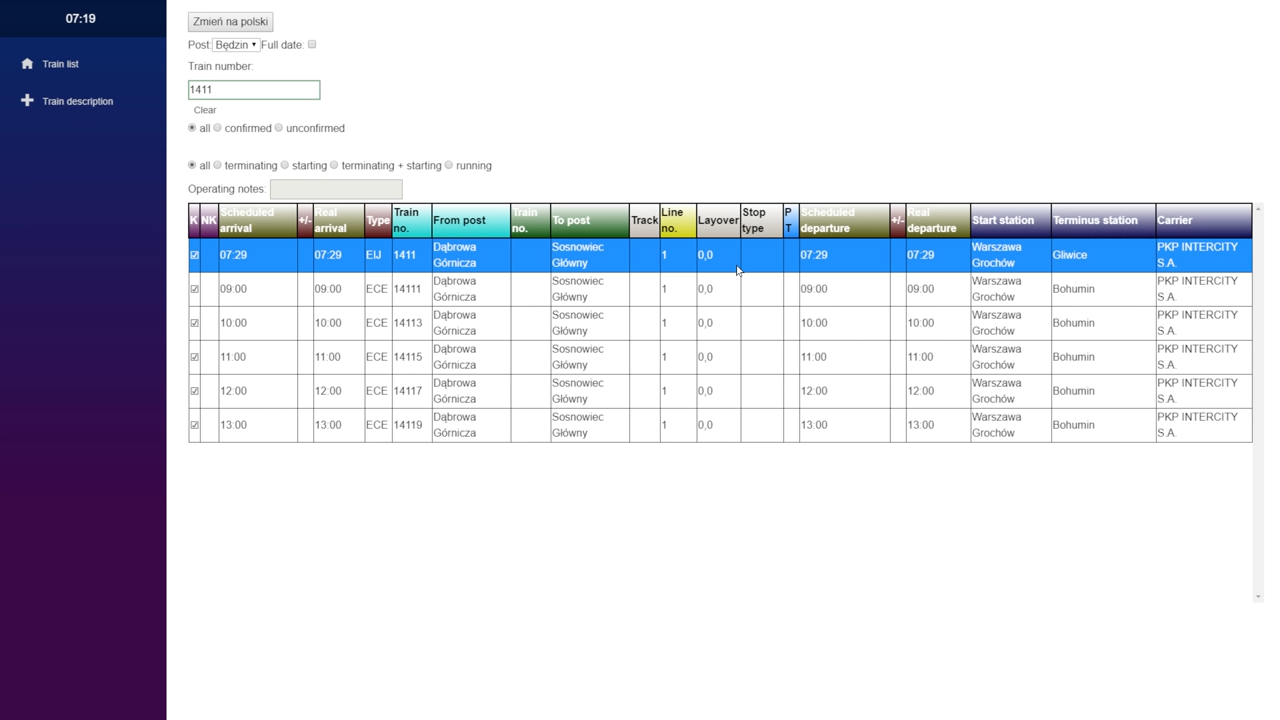 07:19
Train list
Train description
Zmień na polski
Post: Będzin Full date:
Train number:
1411
Clear
all confirmed unconfirmed
all terminating starting terminating + starting running
Operating notes:
K NK Scheduled arrival +/- Real arrival Type Train no. From post Train no. To post Track Line no. Layover Stop type P T Scheduled departure +/- Real departure Start station Terminus station Carrier
07:29 07:29 EIJ 1411 Dąbrowa Górnicza Sosnowiec Główny 1 0,0 07:29 07:29 Warszawa Grochów Gliwice PKP INTERCITY S.A.
09:00 09:00 ECE 14111 Dąbrowa Górnicza Sosnowiec Główny 1 0,0 09:00 09:00 Warszawa Grochów Bohumin PKP INTERCITY S.A.
10:00 10:00 ECE 14113 Dąbrowa Górnicza Sosnowiec Główny 1 0,0 10:00 10:00 Warszawa Grochów Bohumin PKP INTERCITY S.A.
11:00 11:00 ECE 14115 Dąbrowa Górnicza Sosnowiec Główny 1 0,0 11:00 11:00 Warszawa Grochów Bohumin PKP INTERCITY S.A.
12:00 12:00 ECE 14117 Dąbrowa Górnicza Sosnowiec Główny 1 0,0 12:00 12:00 Warszawa Grochów Bohumin PKP INTERCITY S.A.
13:00 13:00 ECE 14119 Dąbrowa Górnicza Sosnowiec Główny 1 0,0 13:00 13:00 Warszawa Grochów Bohumin PKP INTERCITY S.A.